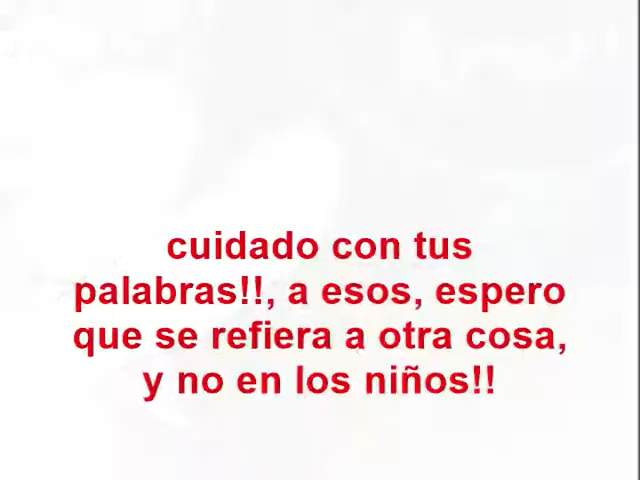 cuidado con tus
palabras!!, a esos, espero
que se refiera a otra cosa,
y no en los niños!!